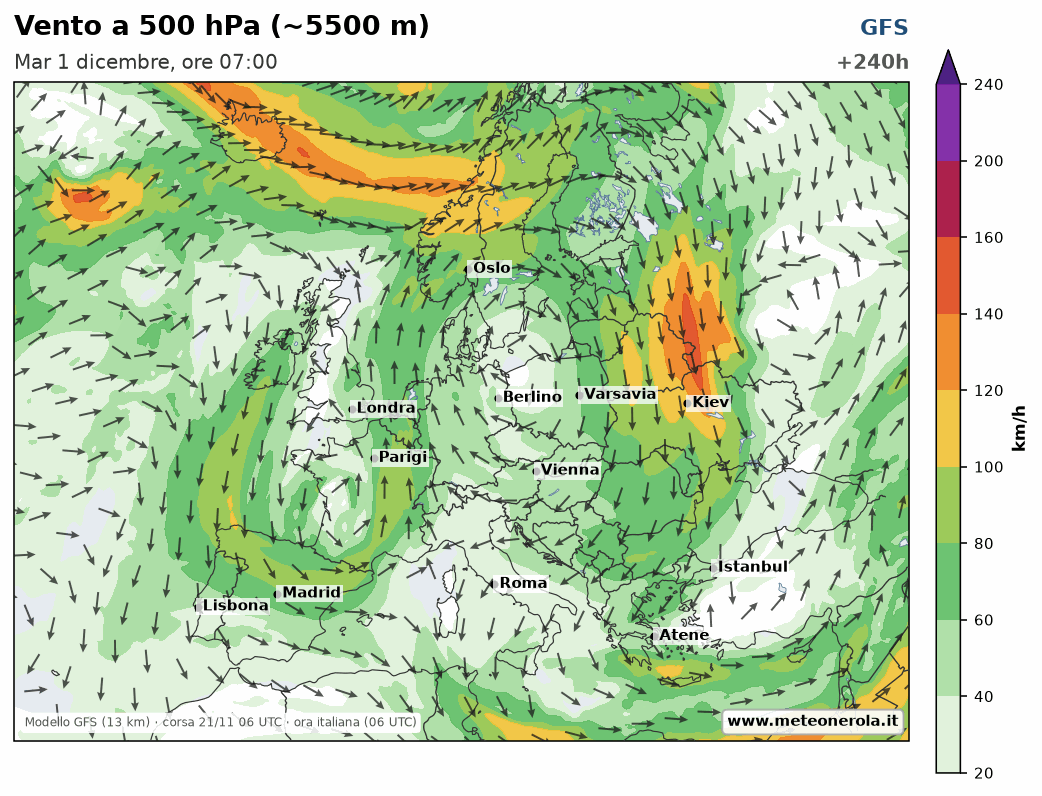 Vento a 500 hPa (~5500 m)
GFS
Mar 1 dicembre, ore 07:00
+240h
240
200
160
140
120
100
80
60
40
20
km/h
Oslo
Berlino
Varsavia
Kiev
Londra
Parigi
Vienna
Istanbul
Roma
Madrid
Lisbona
Atene
Modello GFS (13 km) · corsa 21/11 06 UTC · ora italiana (06 UTC)
www.meteonerola.it